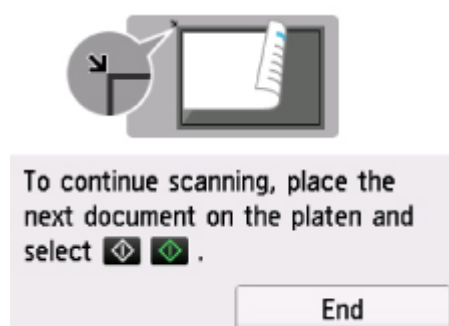 To continue scanning, place the
next document on the platen and
select .
End